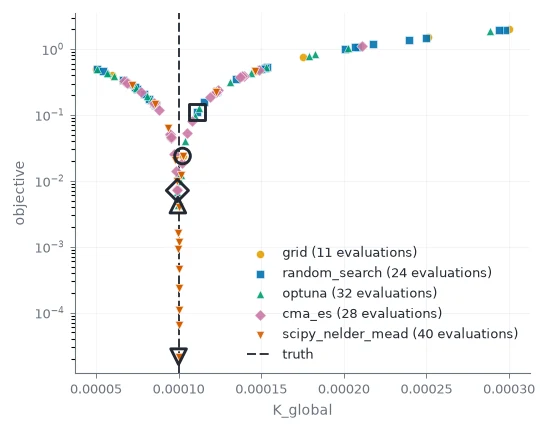 10⁰
10⁻¹
10⁻²
10⁻³
10⁻⁴
objective
grid (11 evaluations)
random_search (24 evaluations)
optuna (32 evaluations)
cma_es (28 evaluations)
scipy_nelder_mead (40 evaluations)
truth
0.00005 0.00010 0.00015 0.00020 0.00025 0.00030
K_global